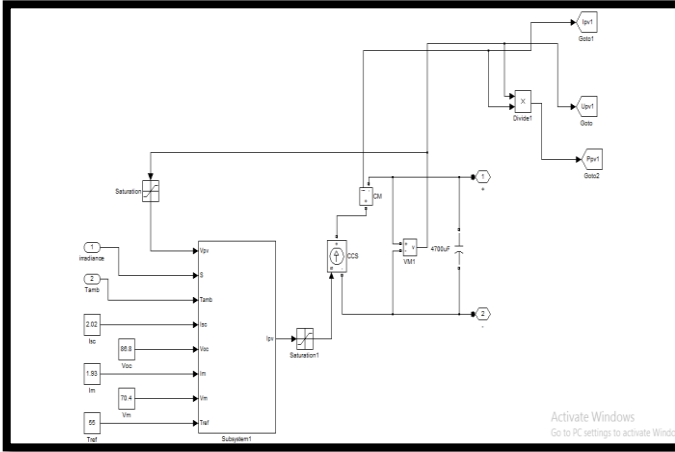 Ipv1
Goto1
X
Divide1
Upv1
Goto
Ppv1
Goto2
Saturation
1
+
CM
CCS
v
VM1
4700uF
2
-
1
irradiance
2
Tamb
2.02
Isc
86.8
Voc
1.93
Im
70.4
Vm
55
Tref
Vpv
S
Tamb
Isc
Voc
Im
Vm
Tref
Ipv
Subsystem1
Saturation1
Activate Windows
Go to PC settings to activate Windo